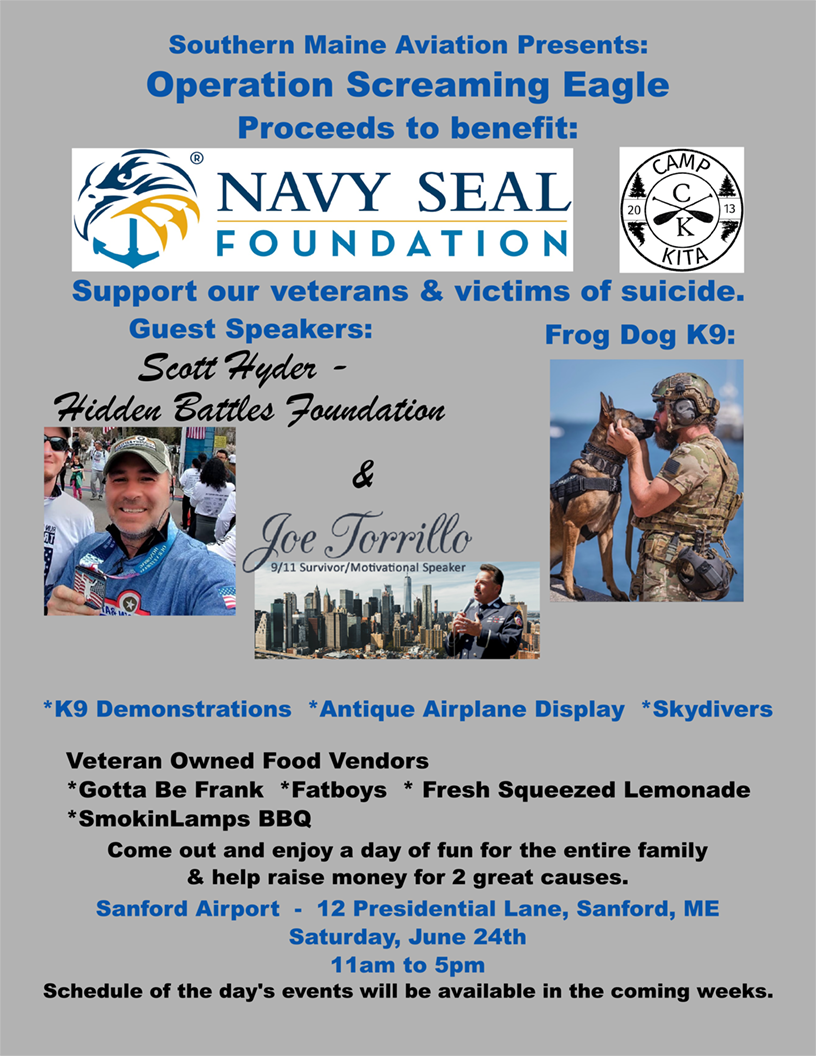 Southern Maine Aviation Presents:
Operation Screaming Eagle
Proceeds to benefit:
®
NAVY SEAL
FOUNDATION
CAMP
C
20 13
K
KITA
Support our veterans & victims of suicide.
Guest Speakers:
Scott Hyder -
Hidden Battles Foundation
&
Joe Torrillo
9/11 Survivor/Motivational Speaker
Frog Dog K9:
*K9 Demonstrations *Antique Airplane Display *Skydivers
Veteran Owned Food Vendors
*Gotta Be Frank *Fatboys * Fresh Squeezed Lemonade
*SmokinLamps BBQ
Come out and enjoy a day of fun for the entire family
& help raise money for 2 great causes.
Sanford Airport - 12 Presidential Lane, Sanford, ME
Saturday, June 24th
11am to 5pm
Schedule of the day's events will be available in the coming weeks.